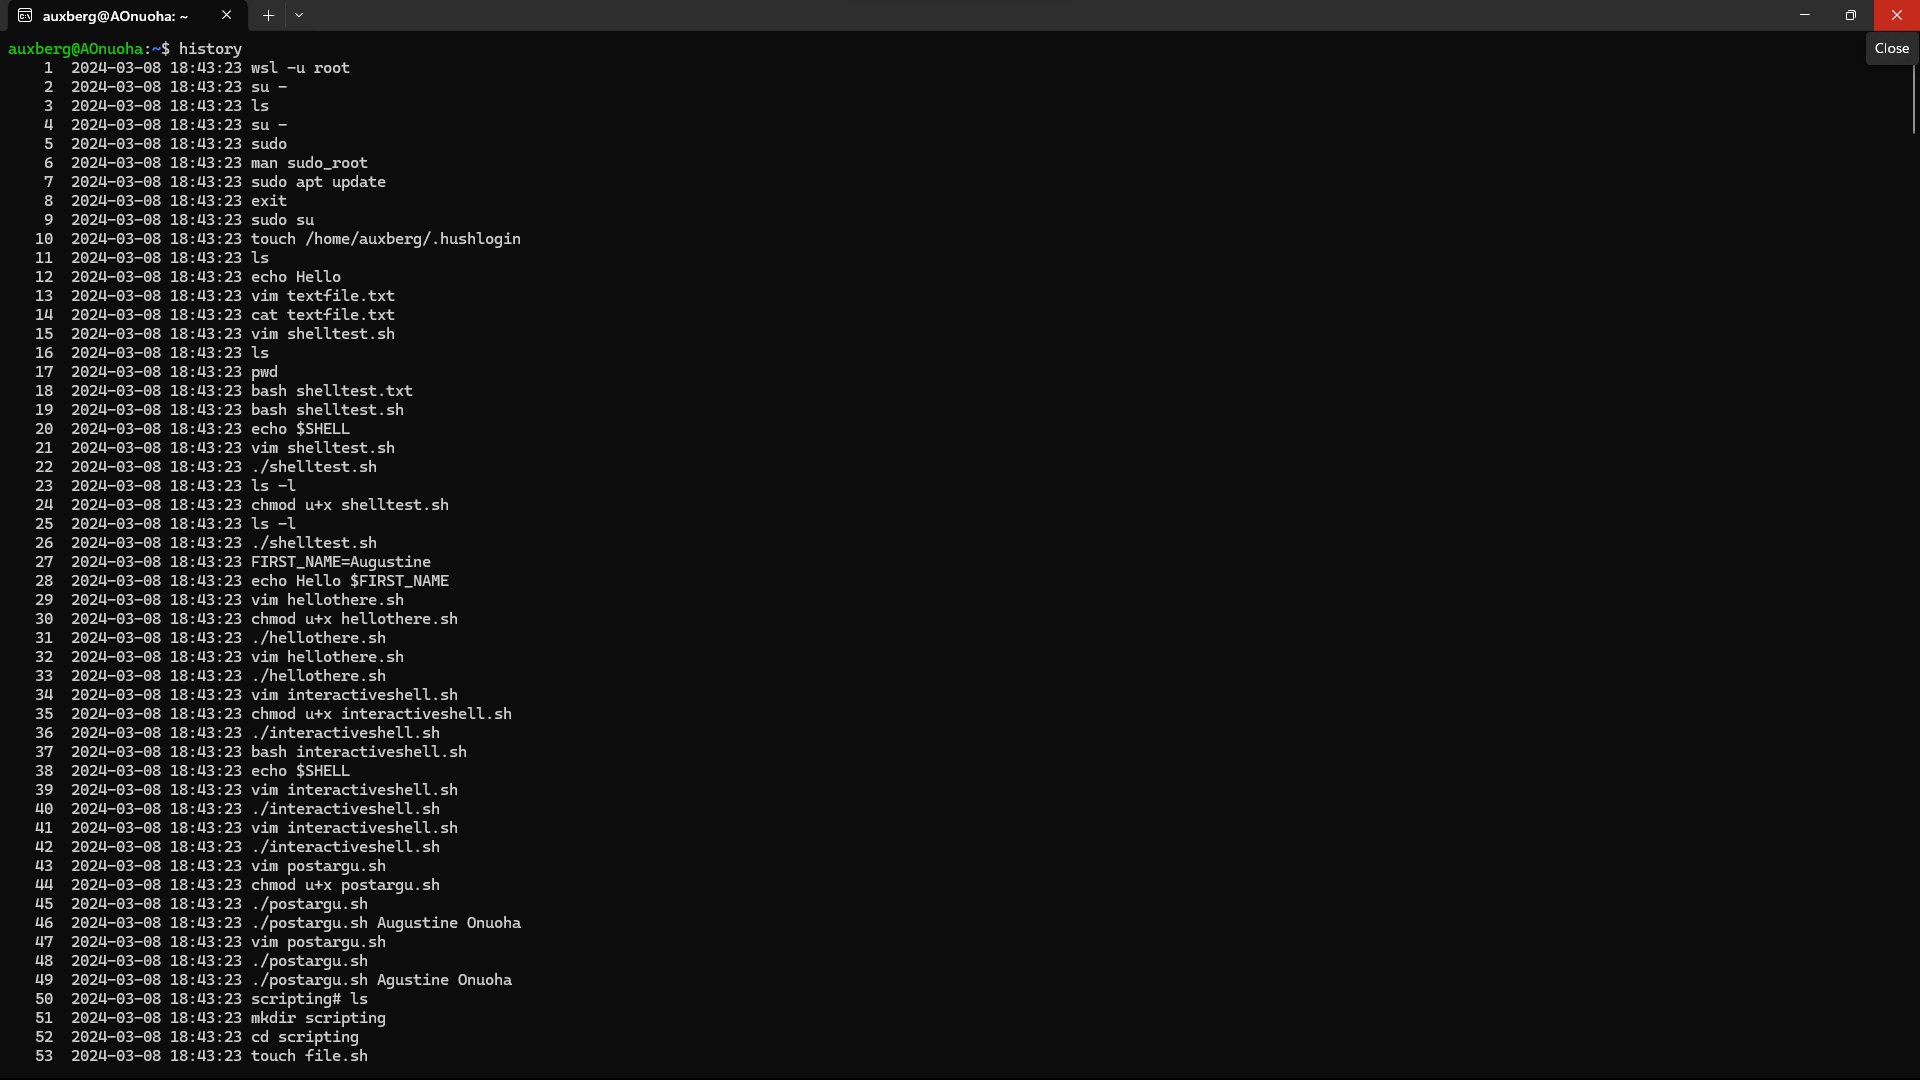 auxberg@AOnuoha: ~
Close
auxberg@AOnuoha:~$ history
1 2024-03-08 18:43:23 wsl -u root
2 2024-03-08 18:43:23 su -
3 2024-03-08 18:43:23 ls
4 2024-03-08 18:43:23 su -
5 2024-03-08 18:43:23 sudo
6 2024-03-08 18:43:23 man sudo_root
7 2024-03-08 18:43:23 sudo apt update
8 2024-03-08 18:43:23 exit
9 2024-03-08 18:43:23 sudo su
10 2024-03-08 18:43:23 touch /home/auxberg/.hushlogin
11 2024-03-08 18:43:23 ls
12 2024-03-08 18:43:23 echo Hello
13 2024-03-08 18:43:23 vim textfile.txt
14 2024-03-08 18:43:23 cat textfile.txt
15 2024-03-08 18:43:23 vim shelltest.sh
16 2024-03-08 18:43:23 ls
17 2024-03-08 18:43:23 pwd
18 2024-03-08 18:43:23 bash shelltest.txt
19 2024-03-08 18:43:23 bash shelltest.sh
20 2024-03-08 18:43:23 echo $SHELL
21 2024-03-08 18:43:23 vim shelltest.sh
22 2024-03-08 18:43:23 ./shelltest.sh
23 2024-03-08 18:43:23 ls -l
24 2024-03-08 18:43:23 chmod u+x shelltest.sh
25 2024-03-08 18:43:23 ls -l
26 2024-03-08 18:43:23 ./shelltest.sh
27 2024-03-08 18:43:23 FIRST_NAME=Augustine
28 2024-03-08 18:43:23 echo Hello $FIRST_NAME
29 2024-03-08 18:43:23 vim hellothere.sh
30 2024-03-08 18:43:23 chmod u+x hellothere.sh
31 2024-03-08 18:43:23 ./hellothere.sh
32 2024-03-08 18:43:23 vim hellothere.sh
33 2024-03-08 18:43:23 ./hellothere.sh
34 2024-03-08 18:43:23 vim interactiveshell.sh
35 2024-03-08 18:43:23 chmod u+x interactiveshell.sh
36 2024-03-08 18:43:23 ./interactiveshell.sh
37 2024-03-08 18:43:23 bash interactiveshell.sh
38 2024-03-08 18:43:23 echo $SHELL
39 2024-03-08 18:43:23 vim interactiveshell.sh
40 2024-03-08 18:43:23 ./interactiveshell.sh
41 2024-03-08 18:43:23 vim interactiveshell.sh
42 2024-03-08 18:43:23 ./interactiveshell.sh
43 2024-03-08 18:43:23 vim postargu.sh
44 2024-03-08 18:43:23 chmod u+x postargu.sh
45 2024-03-08 18:43:23 ./postargu.sh
46 2024-03-08 18:43:23 ./postargu.sh Augustine Onuoha
47 2024-03-08 18:43:23 vim postargu.sh
48 2024-03-08 18:43:23 ./postargu.sh
49 2024-03-08 18:43:23 ./postargu.sh Agustine Onuoha
50 2024-03-08 18:43:23 scripting# ls
51 2024-03-08 18:43:23 mkdir scripting
52 2024-03-08 18:43:23 cd scripting
53 2024-03-08 18:43:23 touch file.sh